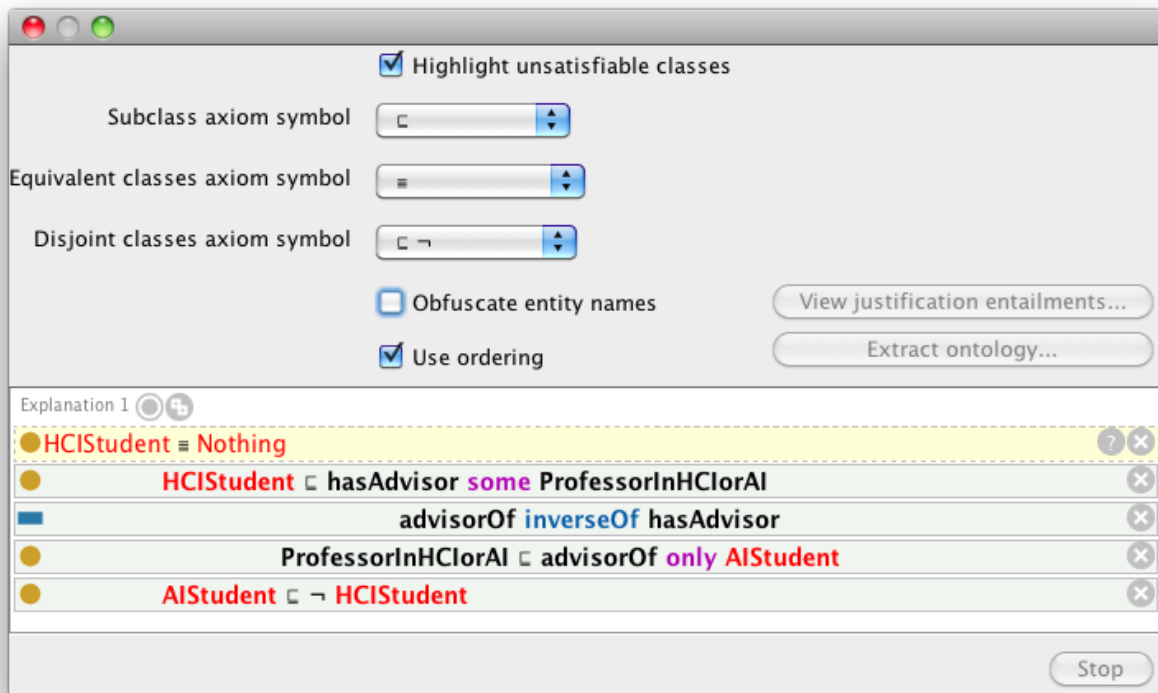 Highlight unsatisfiable classes
Subclass axiom symbol ⊏
Equivalent classes axiom symbol ≡
Disjoint classes axiom symbol ⊏ ¬
Obfuscate entity names View justification entailments...
Use ordering Extract ontology...
Explanation 1
HCIStudent ≡ Nothing ?
HCIStudent ⊏ hasAdvisor some ProfessorInHCIorAI
advisorOf inverseOf hasAdvisor
ProfessorInHCIorAI ⊏ advisorOf only AIStudent
AIStudent ⊏ ¬ HCIStudent
Stop